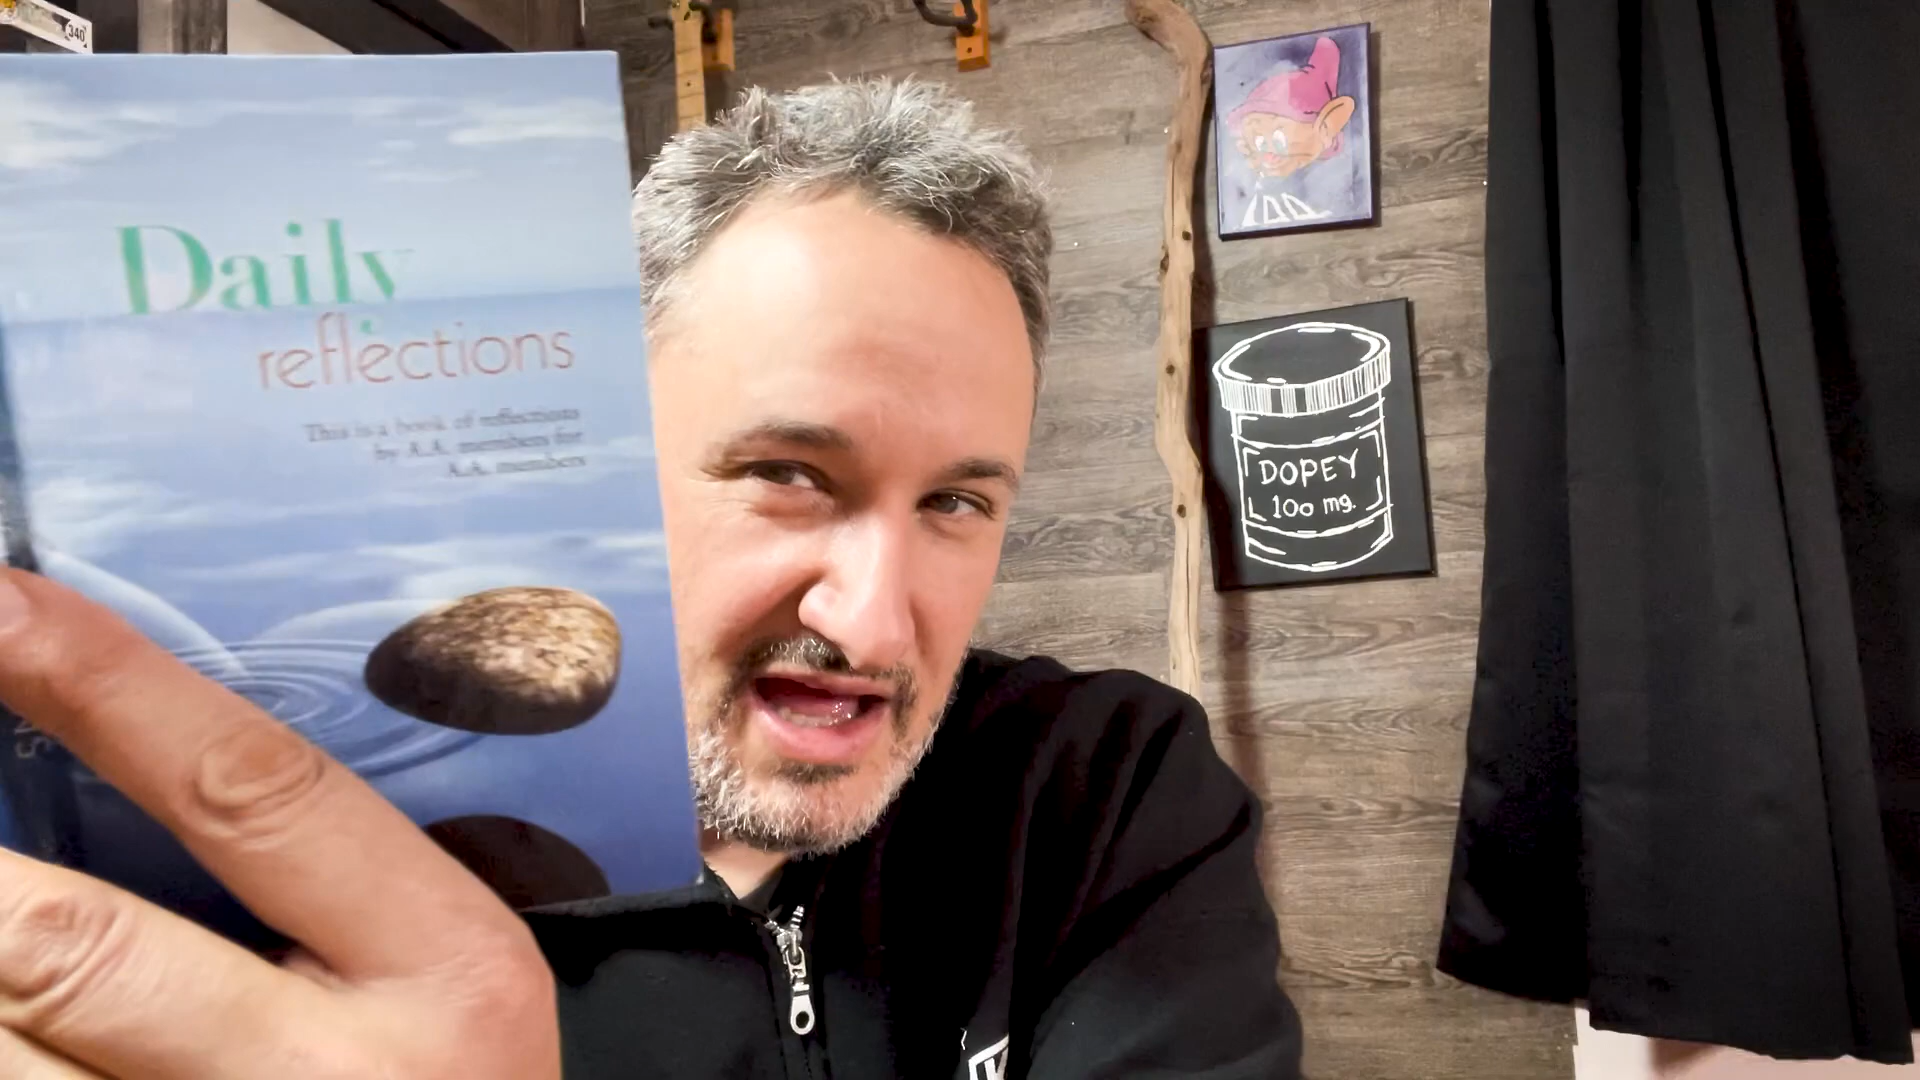 340
Daily
reflections
This is a book of reflections
by A.A. members for
A.A. members
DOPEY
100 mg.